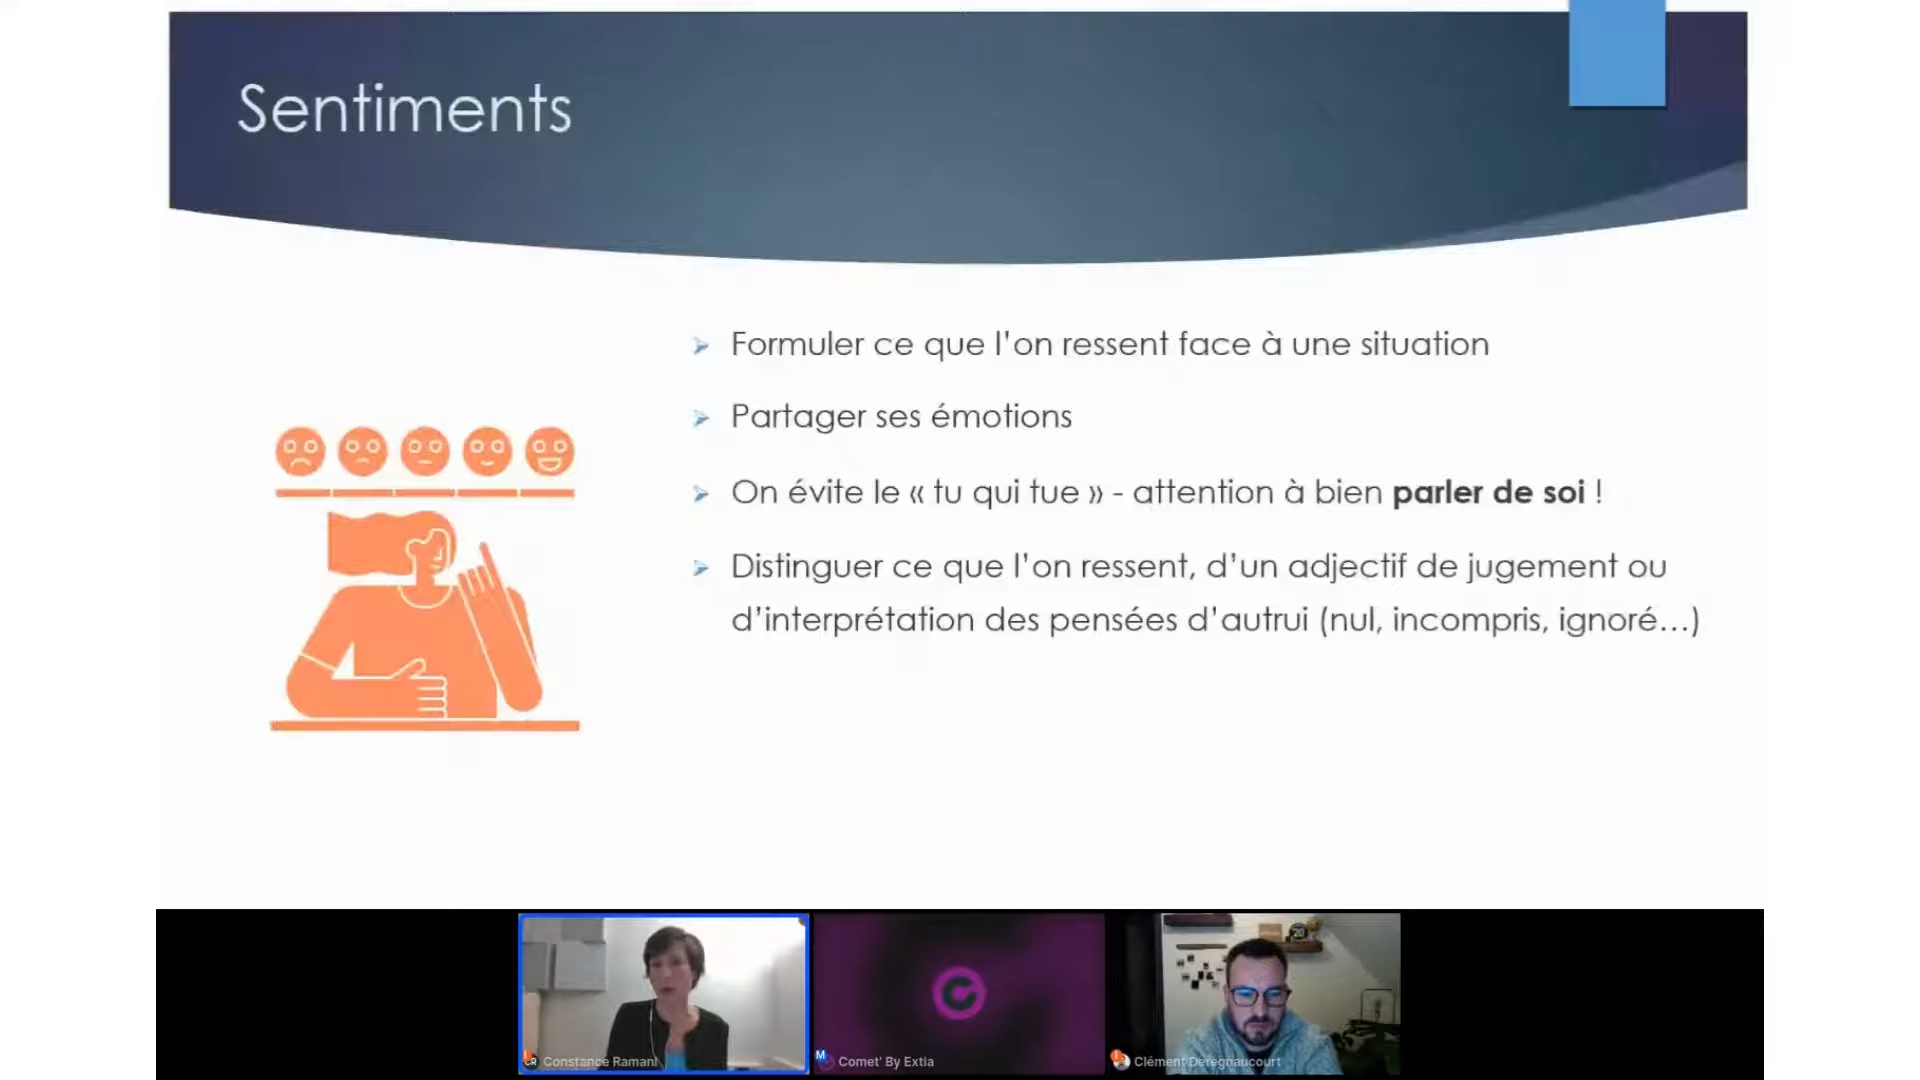 Sentiments
Formuler ce que l’on ressent face à une situation
Partager ses émotions
On évite le « tu qui tue » - attention à bien parler de soi !
Distinguer ce que l’on ressent, d’un adjectif de jugement ou
d’interprétation des pensées d’autrui (nul, incompris, ignoré…)
20
CR Constance Ramani
M Comet' By Extia
Clément Deregnaucourt